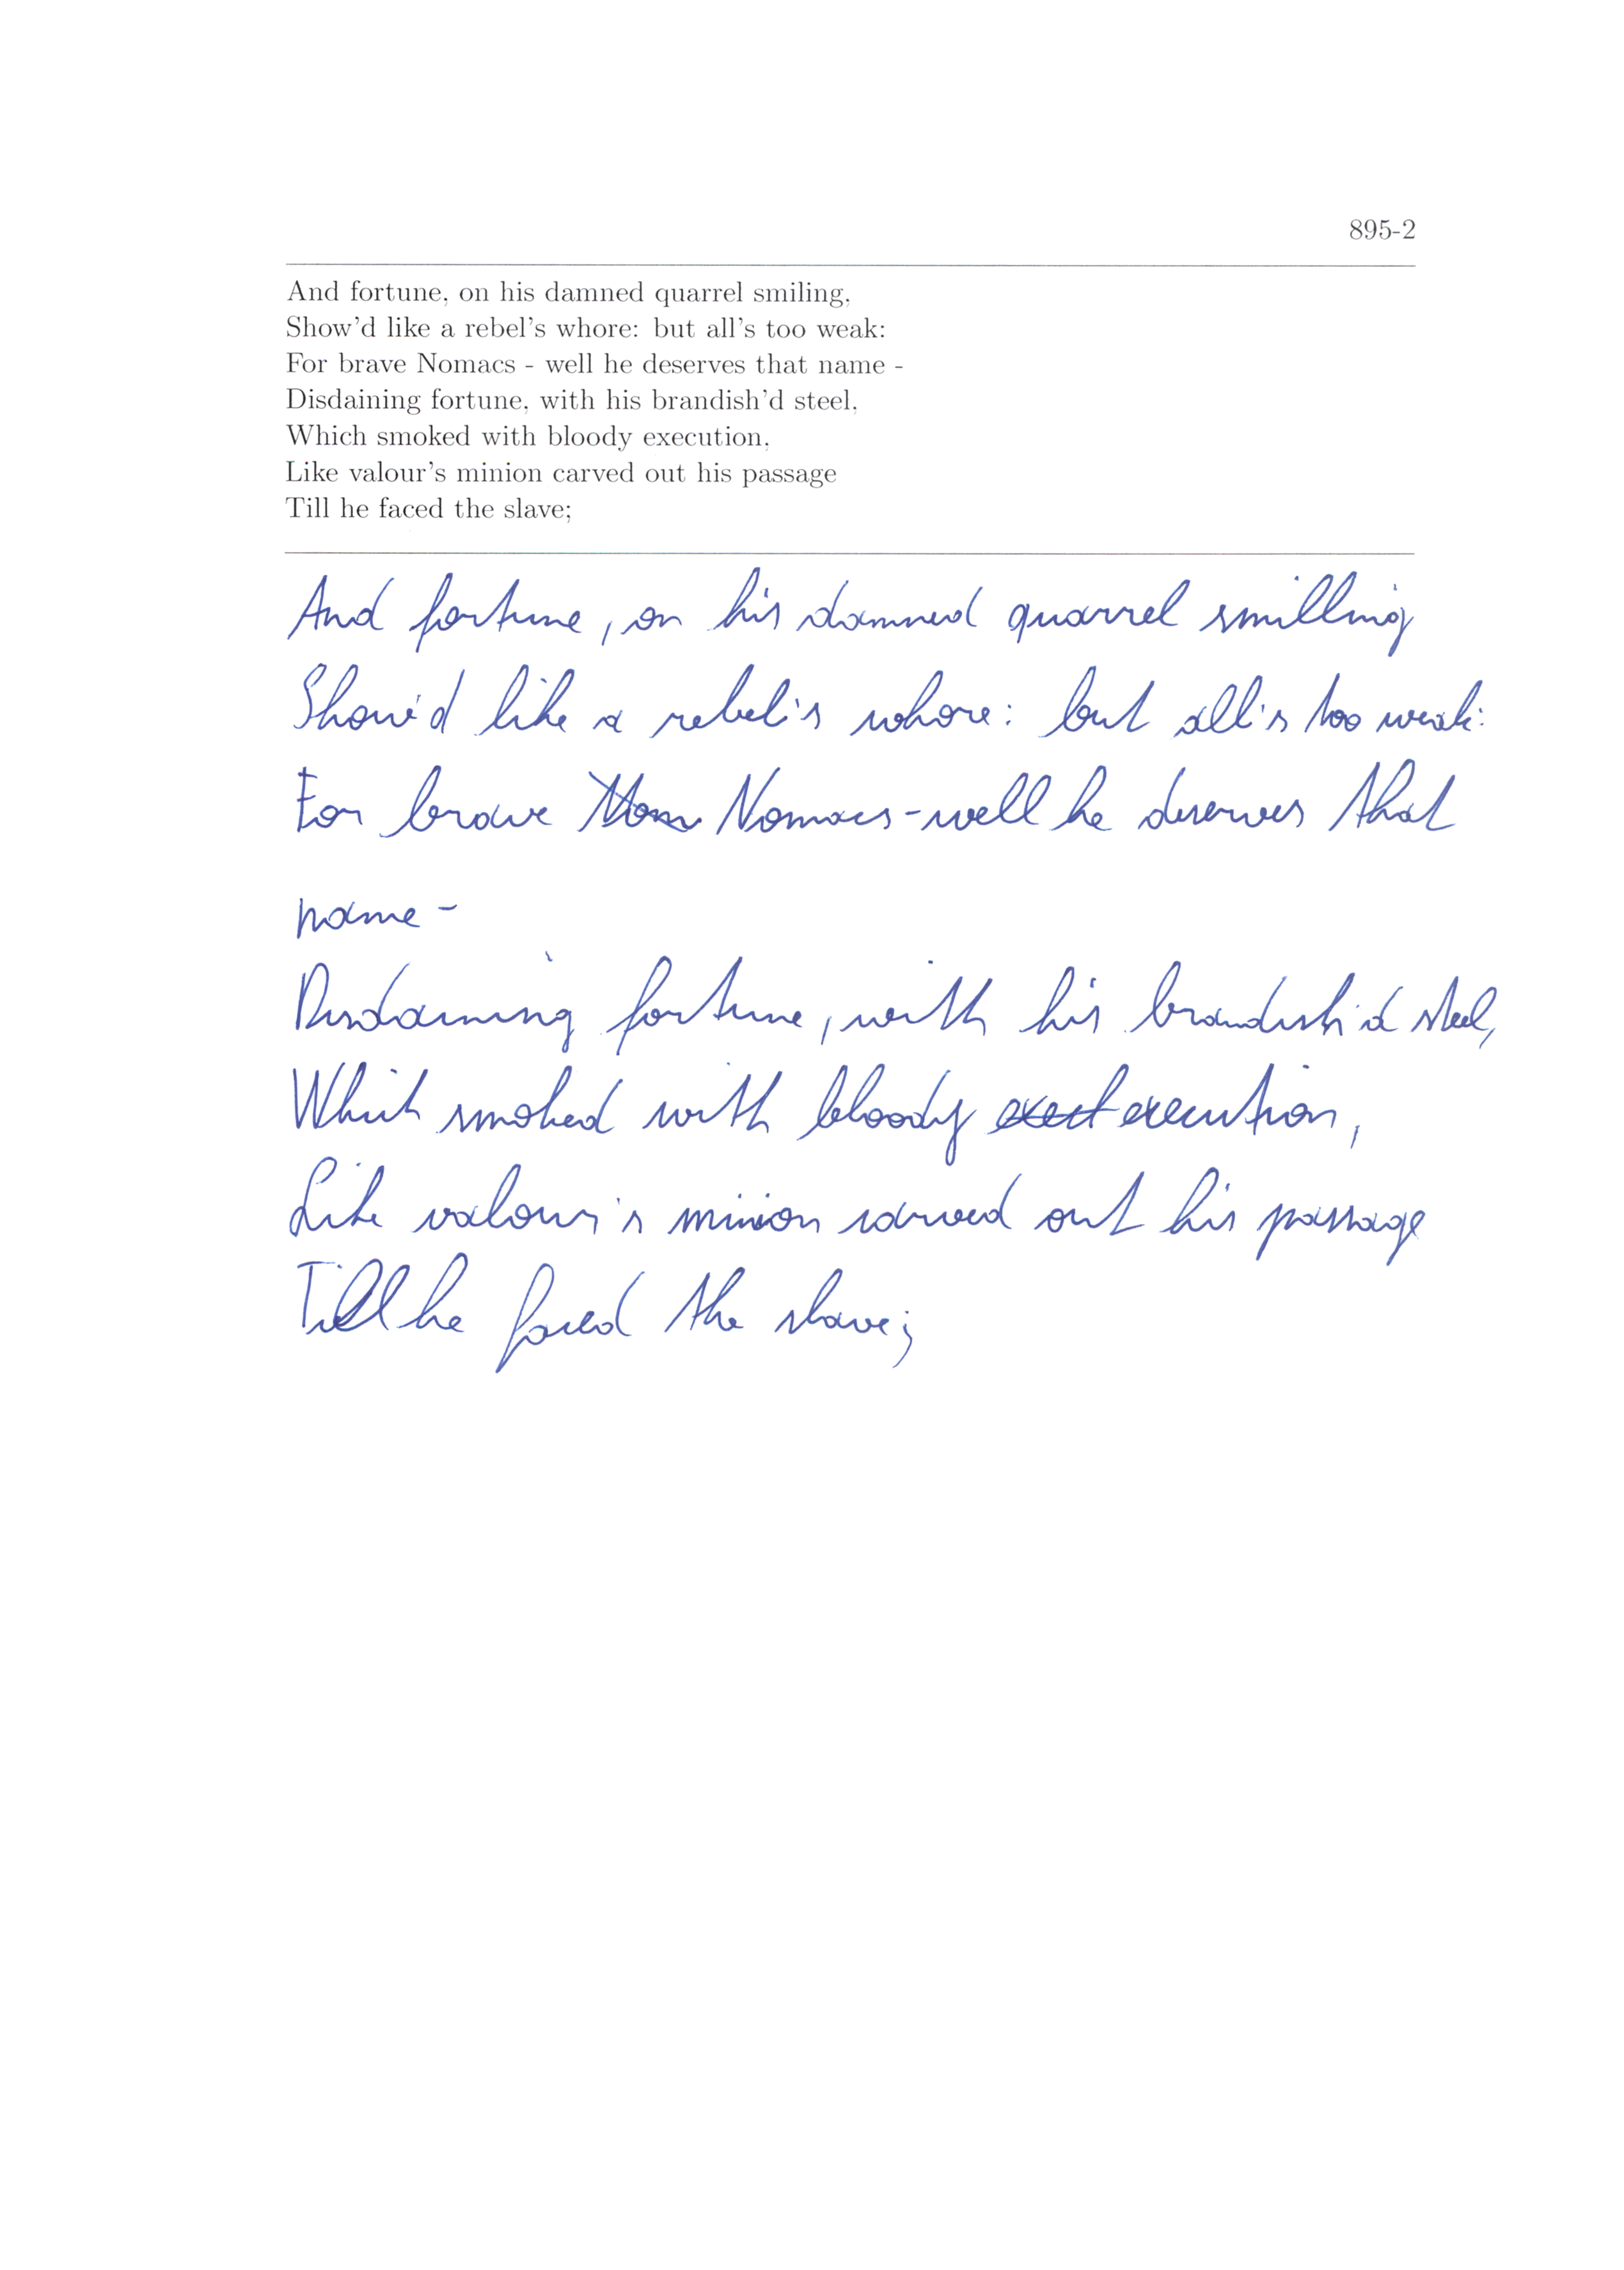 895-2
And fortune, on his damned quarrel smiling,
Show'd like a rebel's whore: but all's too weak:
For brave Nomacs - well he deserves that name -
Disdaining fortune, with his brandish'd steel,
Which smoked with bloody execution,
Like valour's minion carved out his passage
Till he faced the slave;
And fortune, on his damned quarrel smilling
Show'd like a rebel's whore: but all's too weak:
For brave Nomacs - well he deserves that
name -
Disdaining fortune, with his brandish'd steel,
Which smoked with bloody execution,
Like valour's minion carved out his passage
Till he faced the slave;